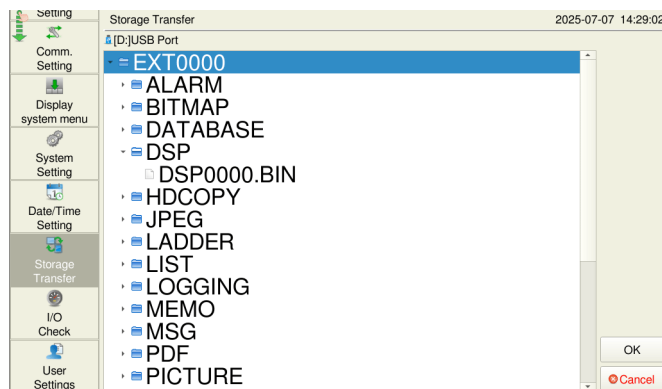 Setting
Comm.
Setting
Display
system menu
System
Setting
Date/Time
Setting
Storage
Transfer
I/O
Check
User
Settings
Storage Transfer
2025-07-07 14:29:02
[D:]USB Port
EXT0000
ALARM
BITMAP
DATABASE
DSP
DSP0000.BIN
HDCOPY
JPEG
LADDER
LIST
LOGGING
MEMO
MSG
PDF
PICTURE
OK
Cancel